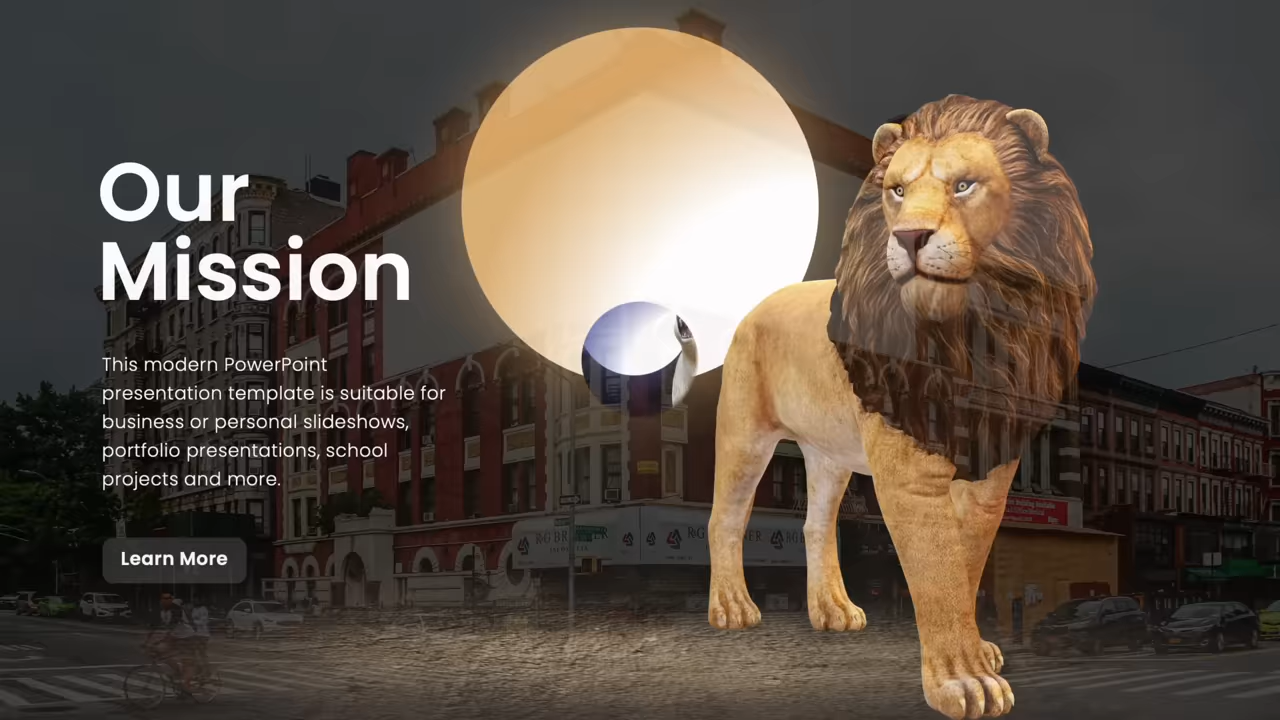 Our
Mission
This modern PowerPoint
presentation template is suitable for
business or personal slideshows,
portfolio presentations, school
projects and more.
Learn More